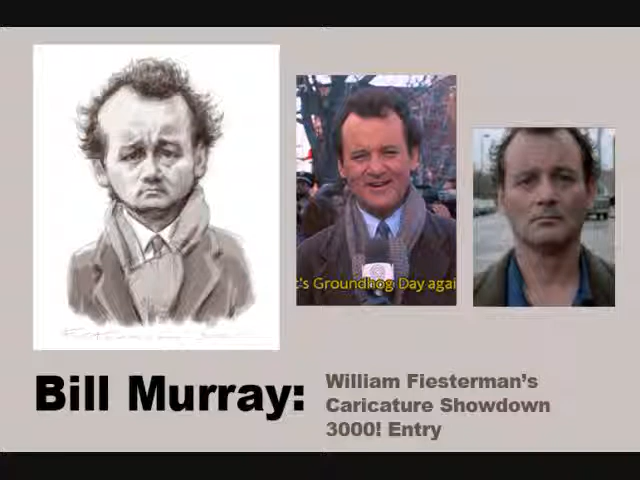 's Groundhog Day agai
Bill Murray:
William Fiesterman's
Caricature Showdown
3000! Entry